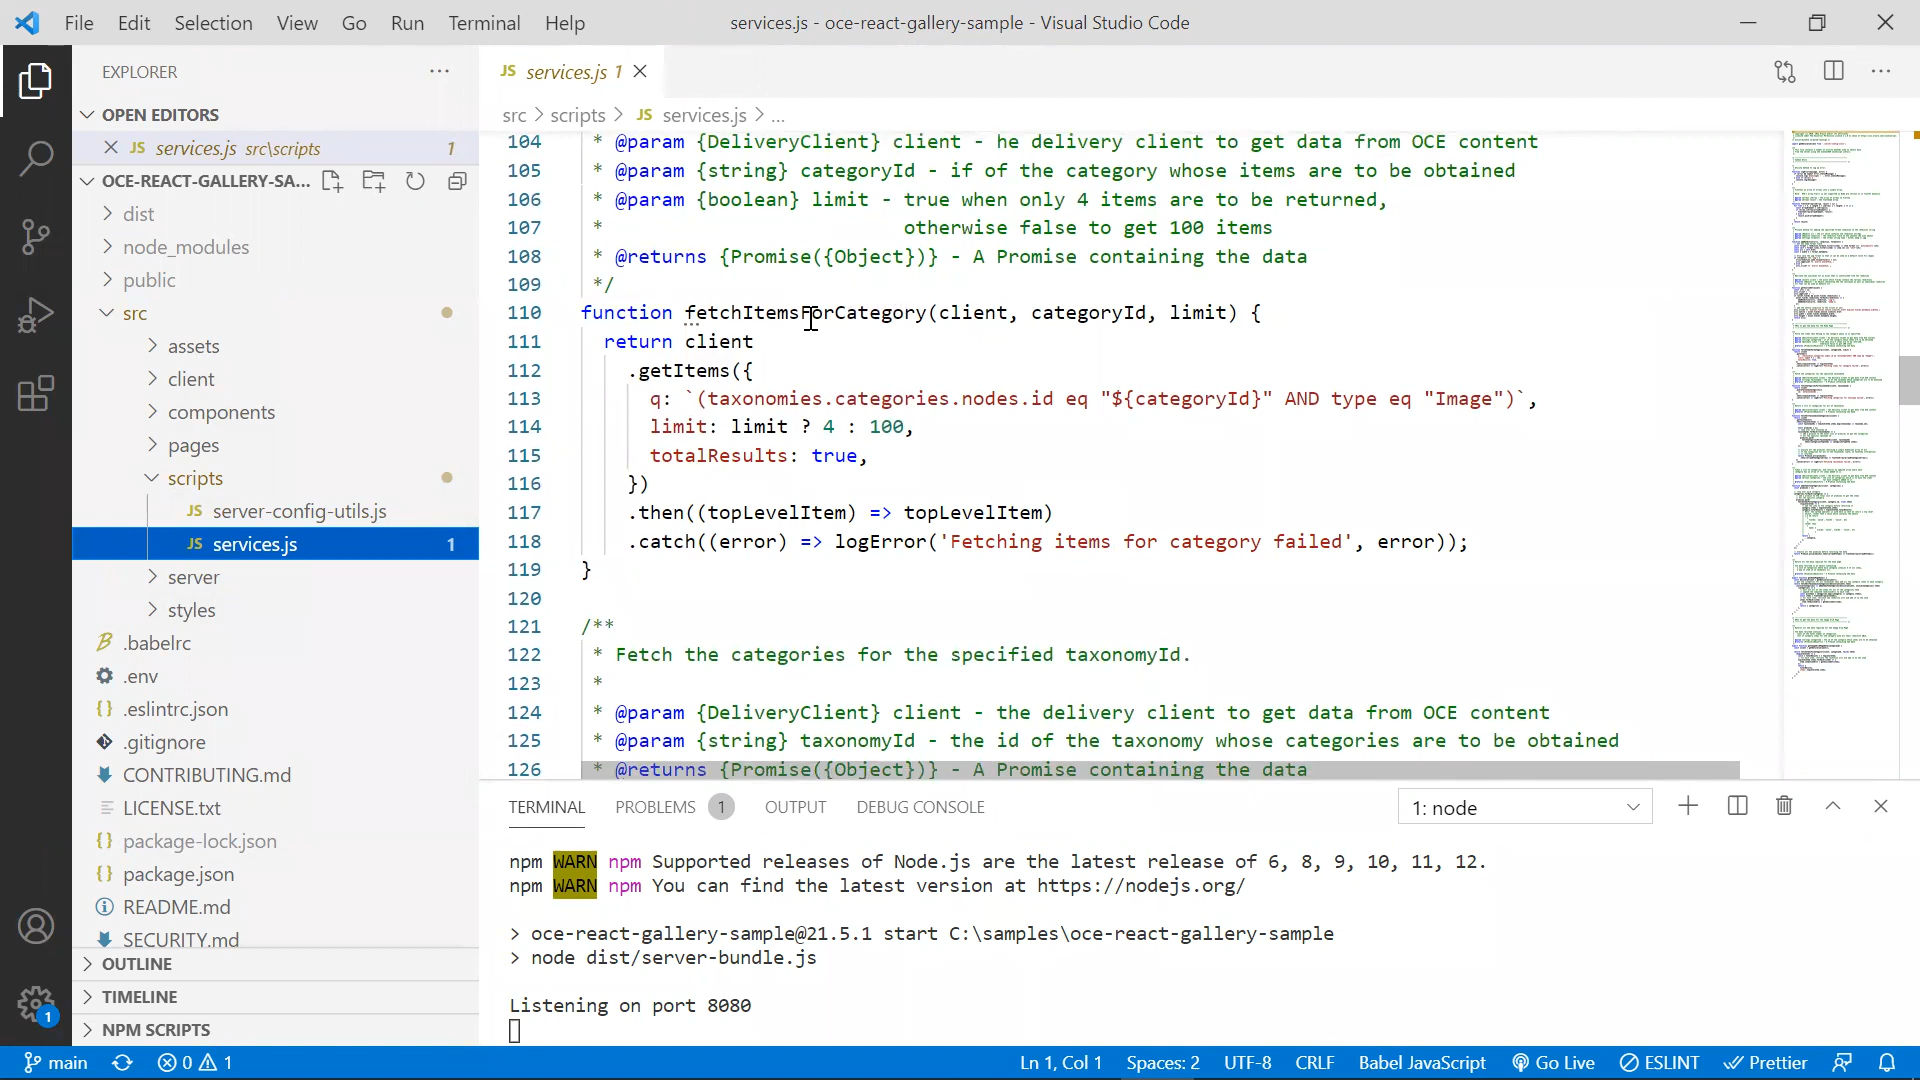 File Edit Selection View Go Run Terminal Help
services.js - oce-react-gallery-sample - Visual Studio Code
EXPLORER
OPEN EDITORS
JS services.js src\scripts 1
OCE-REACT-GALLERY-SA...
dist
node_modules
public
src
assets
client
components
pages
scripts
JS server-config-utils.js
JS services.js 1
server
styles
.babelrc
.env
{} .eslintrc.json
.gitignore
CONTRIBUTING.md
LICENSE.txt
{} package-lock.json
{} package.json
README.md
SECURITY.md
OUTLINE
TIMELINE
NPM SCRIPTS
1
JS services.js 1
src > scripts > JS services.js > ...
104 * @param {DeliveryClient} client - he delivery client to get data from OCE content
105 * @param {string} categoryId - if of the category whose items are to be obtained
106 * @param {boolean} limit - true when only 4 items are to be returned,
107 * otherwise false to get 100 items
108 * @returns {Promise({Object})} - A Promise containing the data
109 */
110 function fetchItemsForCategory(client, categoryId, limit) {
111 return client
112 .getItems({
113 q: `(taxonomies.categories.nodes.id eq "${categoryId}" AND type eq "Image")`,
114 limit: limit ? 4 : 100,
115 totalResults: true,
116 })
117 .then((topLevelItem) => topLevelItem)
118 .catch((error) => logError('Fetching items for category failed', error));
119 }
120
121 /**
122 * Fetch the categories for the specified taxonomyId.
123 *
124 * @param {DeliveryClient} client - the delivery client to get data from OCE content
125 * @param {string} taxonomyId - the id of the taxonomy whose categories are to be obtained
126 * @returns {Promise({Object})} - A Promise containing the data
TERMINAL PROBLEMS 1 OUTPUT DEBUG CONSOLE 1: node
npm WARN npm Supported releases of Node.js are the latest release of 6, 8, 9, 10, 11, 12.
npm WARN npm You can find the latest version at https://nodejs.org/
> oce-react-gallery-sample@21.5.1 start C:\samples\oce-react-gallery-sample
> node dist/server-bundle.js
Listening on port 8080
main 0 1 Ln 1, Col 1 Spaces: 2 UTF-8 CRLF Babel JavaScript Go Live ESLINT Prettier